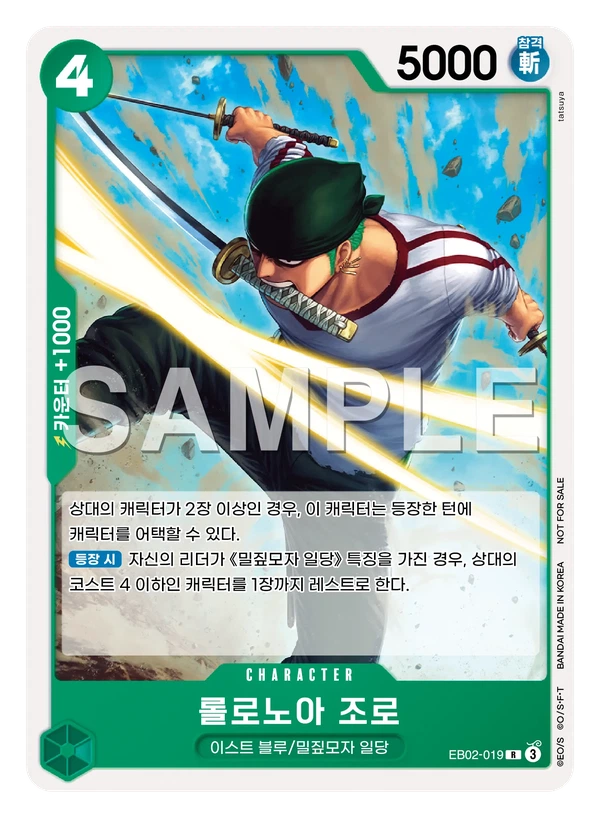 4
5000
참격
斬
tatsuya
카운터 +1000
SAMPLE
상대의 캐릭터가 2장 이상인 경우, 이 캐릭터는 등장한 턴에
캐릭터를 어택할 수 있다.
등장 시 자신의 리더가 《밀짚모자 일당》 특징을 가진 경우, 상대의
코스트 4 이하인 캐릭터를 1장까지 레스트로 한다.
CHARACTER
롤로노아 조로
이스트 블루/밀짚모자 일당
EB02-019 R 3
©EO/S ©O/S·F·T BANDAI MADE IN KOREA NOT FOR SALE